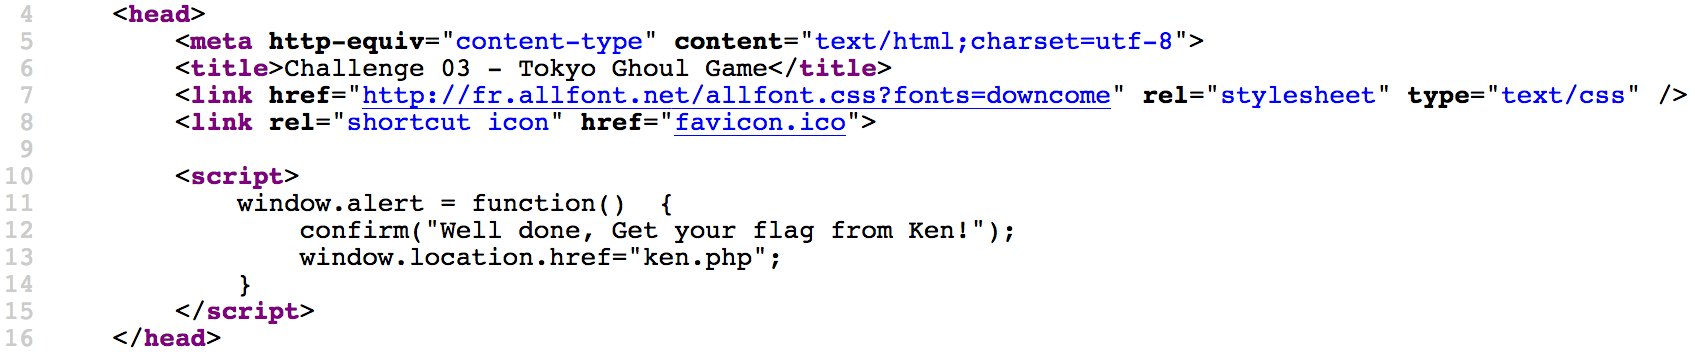 4 <head>
5 <meta http-equiv="content-type" content="text/html;charset=utf-8">
6 <title>Challenge 03 - Tokyo Ghoul Game</title>
7 <link href="http://fr.allfont.net/allfont.css?fonts=downcome" rel="stylesheet" type="text/css" />
8 <link rel="shortcut icon" href="favicon.ico">
9
10 <script>
11 window.alert = function()  {
12 confirm("Well done, Get your flag from Ken!");
13 window.location.href="ken.php";
14 }
15 </script>
16 </head>